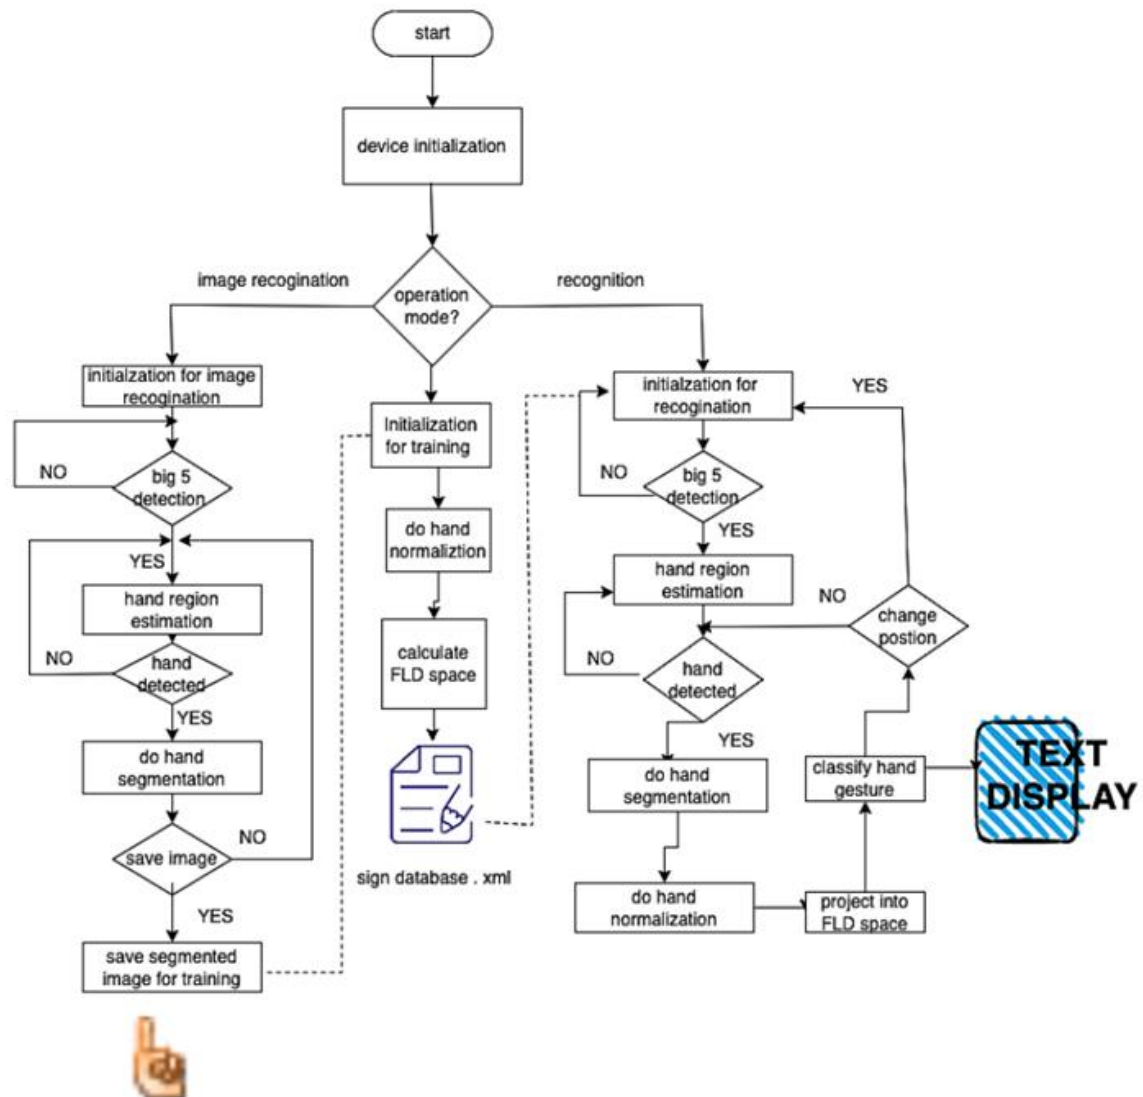 start
device initialization
image recogination
operation
mode?
recognition
initialzation for image
recogination
NO
big 5
detection
YES
hand region
estimation
NO
hand
detected
YES
do hand
segmentation
save image
NO
YES
save segmented
image for training
Initialization
for training
do hand
normaliztion
calculate
FLD space
sign database . xml
initialzation for
recogination
YES
NO
big 5
detection
YES
hand region
estimation
NO
change
postion
NO
hand
detected
YES
do hand
segmentation
do hand
normalization
project into
FLD space
classify hand
gesture
TEXT
DISPLAY